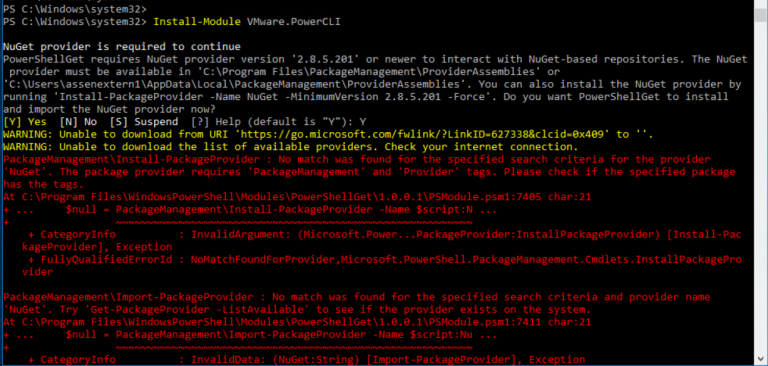 PS C:\Windows\system32>
PS C:\Windows\system32> Install-Module VMware.PowerCLI
NuGet provider is required to continue
PowerShellGet requires NuGet provider version '2.8.5.201' or newer to interact with NuGet-based repositories. The NuGet
 provider must be available in 'C:\Program Files\PackageManagement\ProviderAssemblies' or
'C:\Users\assenextern1\AppData\Local\PackageManagement\ProviderAssemblies'. You can also install the NuGet provider by
running 'Install-PackageProvider -Name NuGet -MinimumVersion 2.8.5.201 -Force'. Do you want PowerShellGet to install
and import the NuGet provider now?
[Y] Yes  [N] No  [S] Suspend  [?] Help (default is "Y"): Y
WARNING: Unable to download from URI 'https://go.microsoft.com/fwlink/?LinkID=627338&clcid=0x409' to ''.
WARNING: Unable to download the list of available providers. Check your internet connection.
PackageManagement\Install-PackageProvider : No match was found for the specified search criteria for the provider
'NuGet'. The package provider requires 'PackageManagement' and 'Provider' tags. Please check if the specified package
has the tags.
At C:\Program Files\WindowsPowerShell\Modules\PowerShellGet\1.0.0.1\PSModule.psm1:7405 char:21
+ ...     $null = PackageManagement\Install-PackageProvider -Name $script:N ...
+         ~~~~~~~~~~~~~~~~~~~~~~~~~~~~~~~~~~~~~~~~~~~~~~~~~~~~~~~~~
    + CategoryInfo          : InvalidArgument: (Microsoft.Power...PackageProvider:InstallPackageProvider) [Install-Pac
   kageProvider], Exception
    + FullyQualifiedErrorId : NoMatchFoundForProvider,Microsoft.PowerShell.PackageManagement.Cmdlets.InstallPackagePro
   vider
PackageManagement\Import-PackageProvider : No match was found for the specified search criteria and provider name
'NuGet'. Try 'Get-PackageProvider -ListAvailable' to see if the provider exists on the system.
At C:\Program Files\WindowsPowerShell\Modules\PowerShellGet\1.0.0.1\PSModule.psm1:7411 char:21
+ ...     $null = PackageManagement\Import-PackageProvider -Name $script:Nu ...
+         ~~~~~~~~~~~~~~~~~~~~~~~~~~~~~~~~~~~~~~~~~~~~~~~~~~~~~~~~~
    + CategoryInfo          : InvalidData: (NuGet:String) [Import-PackageProvider], Exception